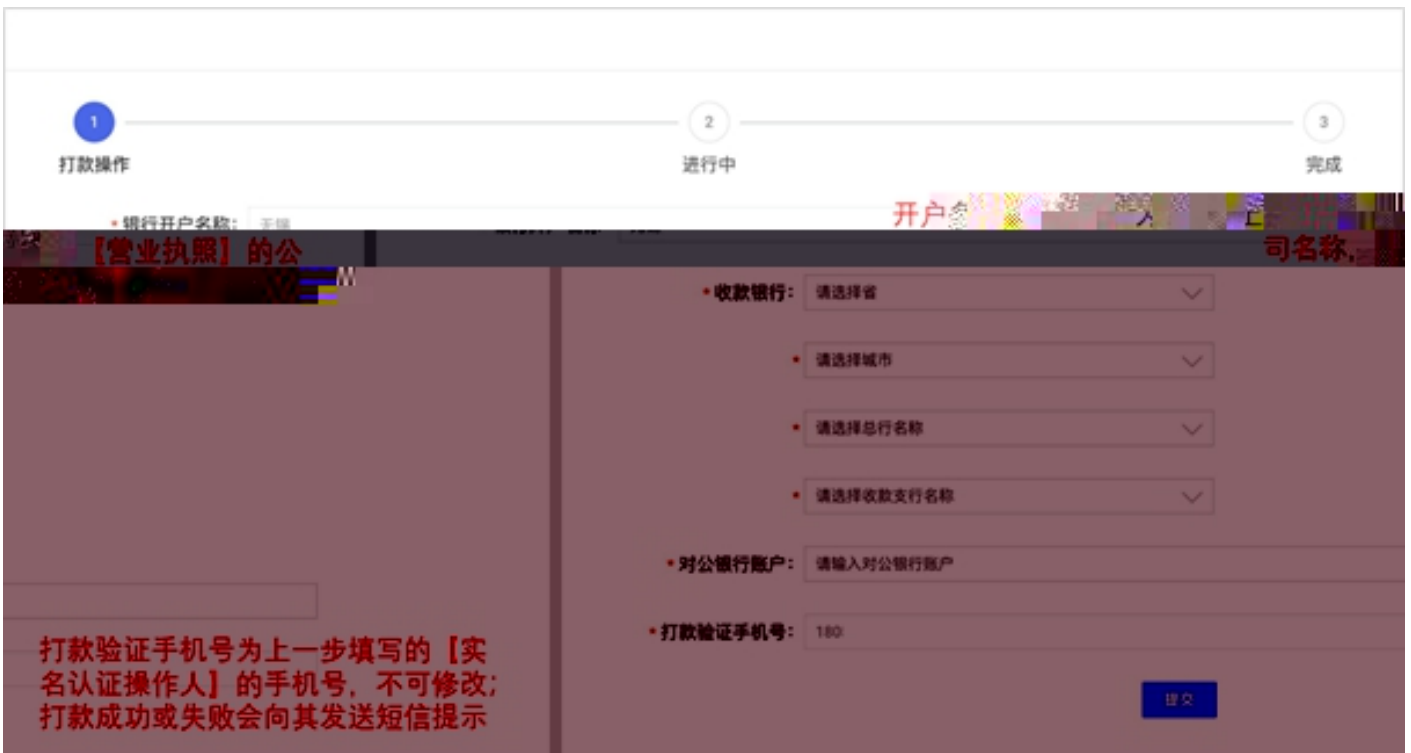 1
2
3
打款操作
进行中
完成
银行开户名称：
开户
【营业执照】的公
司名称，
* 收款银行： 请选择省
* 请选择城市
* 请选择总行名称
* 请选择收款支行名称
* 对公银行账户： 请输入对公银行账户
* 打款验证手机号： 180
打款验证手机号为上一步填写的【实
名认证操作人】的手机号，不可修改；
打款成功或失败会向其发送短信提示
提交